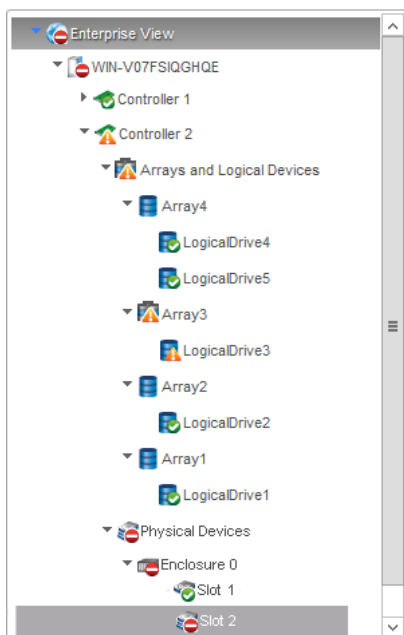 Enterprise View
WIN-V07FSIQGHQE
Controller 1
Controller 2
Arrays and Logical Devices
Array4
LogicalDrive4
LogicalDrive5
Array3
LogicalDrive3
Array2
LogicalDrive2
Array1
LogicalDrive1
Physical Devices
Enclosure 0
Slot 1
Slot 2